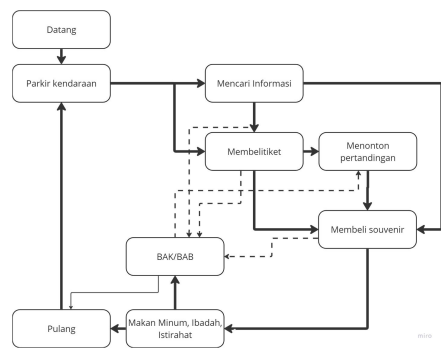 Datang
Parkir kendaraan
Mencari Informasi
Membelitiket
Menonton
pertandingan
Membeli souvenir
BAK/BAB
Pulang
Makan Minum, Ibadah,
Istirahat
miro